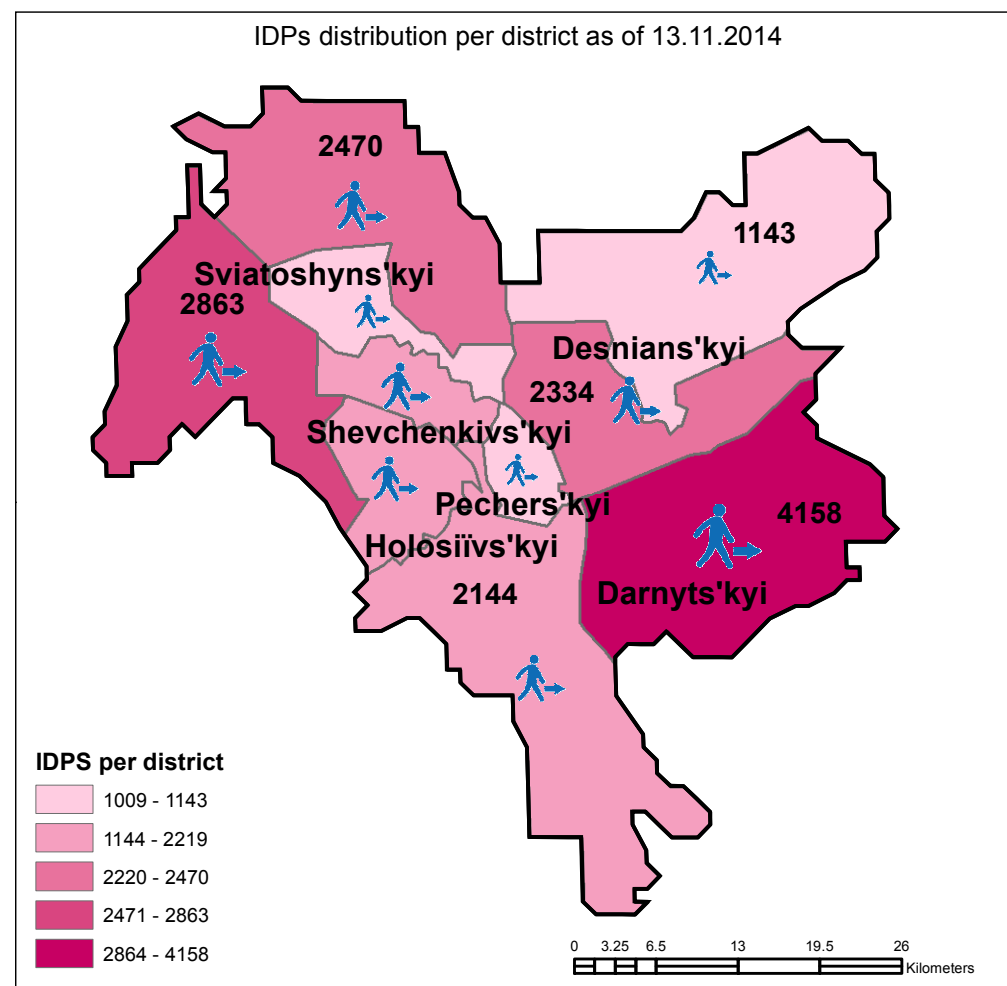 IDPs distribution per district as of 13.11.2014
2470
1143
Sviatoshyns'kyi
2863
Desnians'kyi
2334
Shevchenkivs'kyi
Pechers'kyi
4158
Holosiïvs'kyi
2144
Darnyts'kyi
IDPS per district
1009 - 1143
1144 - 2219
2220 - 2470
2471 - 2863
2864 - 4158
0 3.25 6.5 13 19.5 26
Kilometers